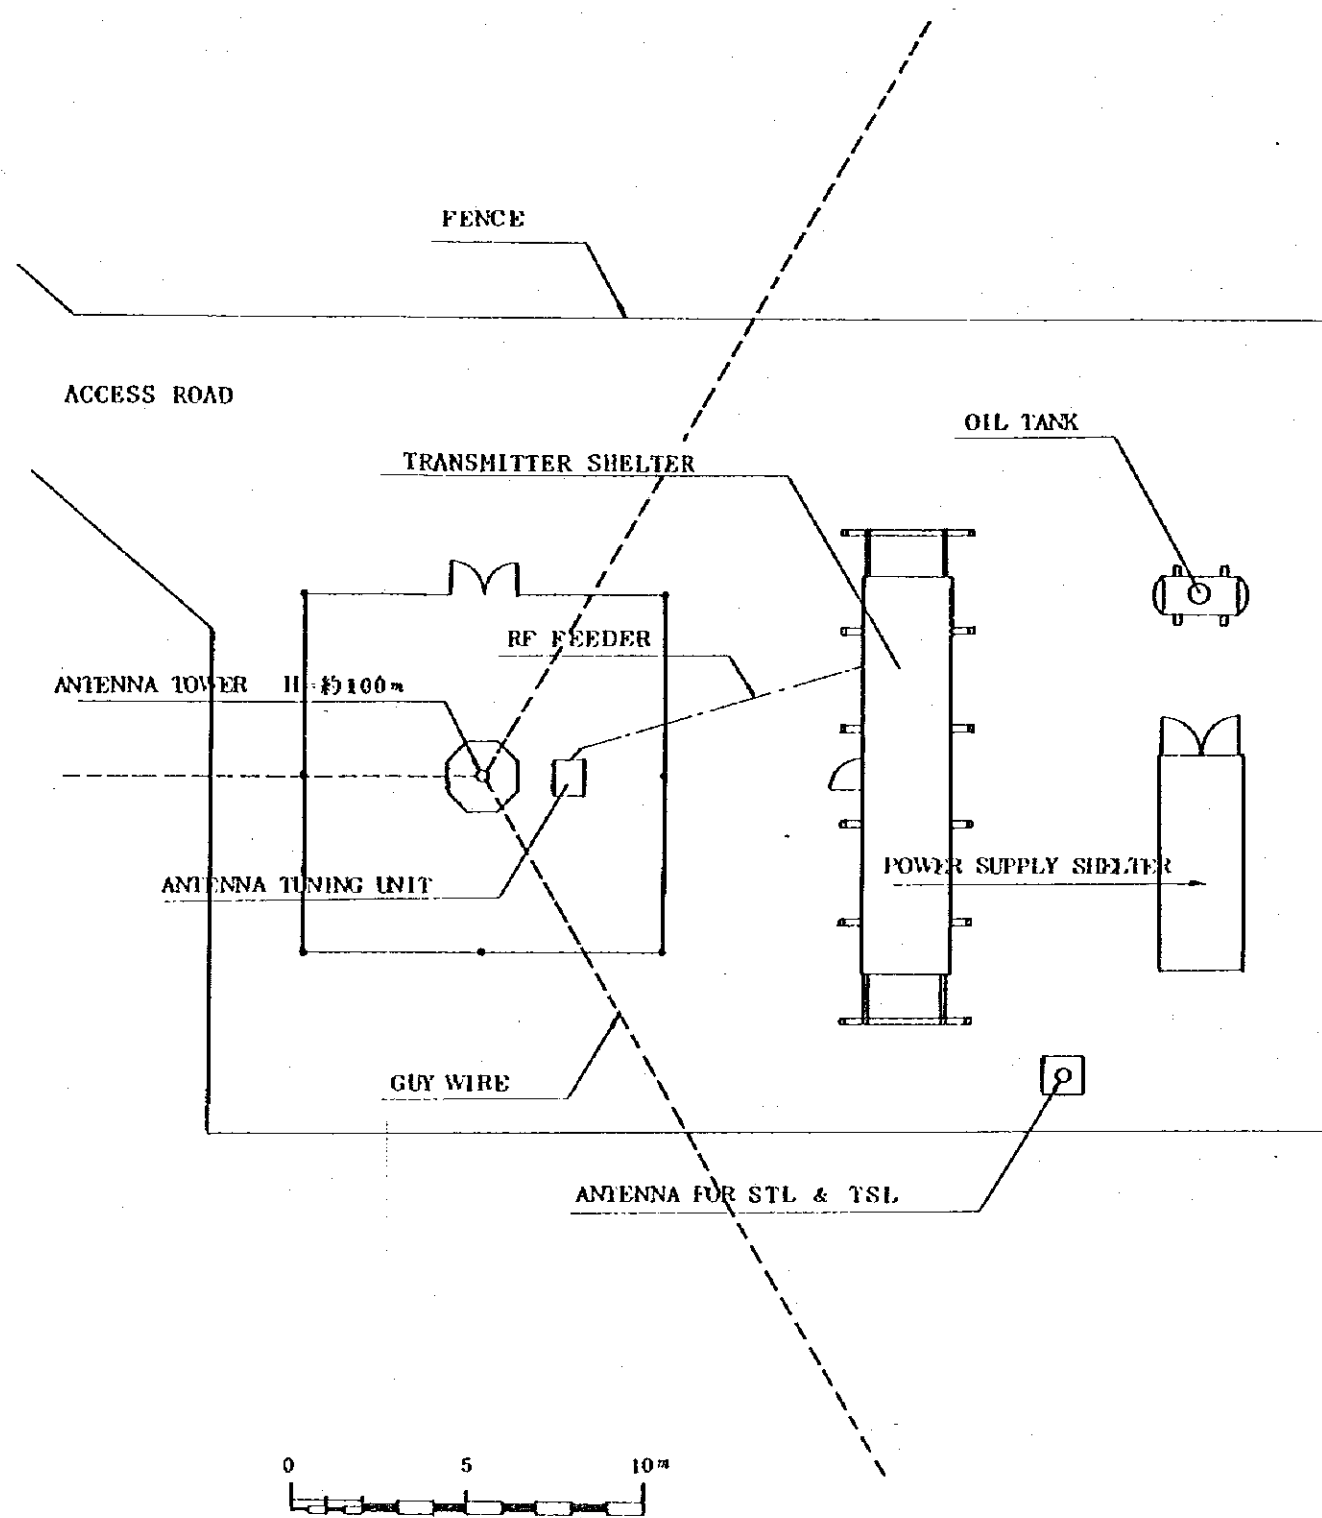 FENCE
ACCESS ROAD
OIL TANK
TRANSMITTER SHELTER
RF FEEDER
ANTENNA TOWER H=約100m
POWER SUPPLY SHELTER
ANTENNA TUNING UNIT
GUY WIRE
ANTENNA FOR STL & TSL
0 5 10m